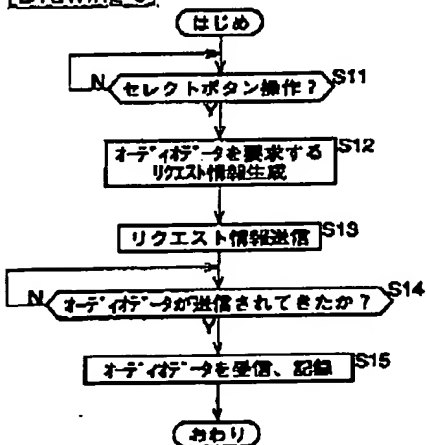 はじめ
セレクトボタン操作？ S11
N
Y
オーディオデータを要求する S12
リクエスト情報生成
リクエスト情報送信 S13
オーディオデータが送信されてきたか？ S14
N
Y
オーディオデータを受信、記録 S15
おわり